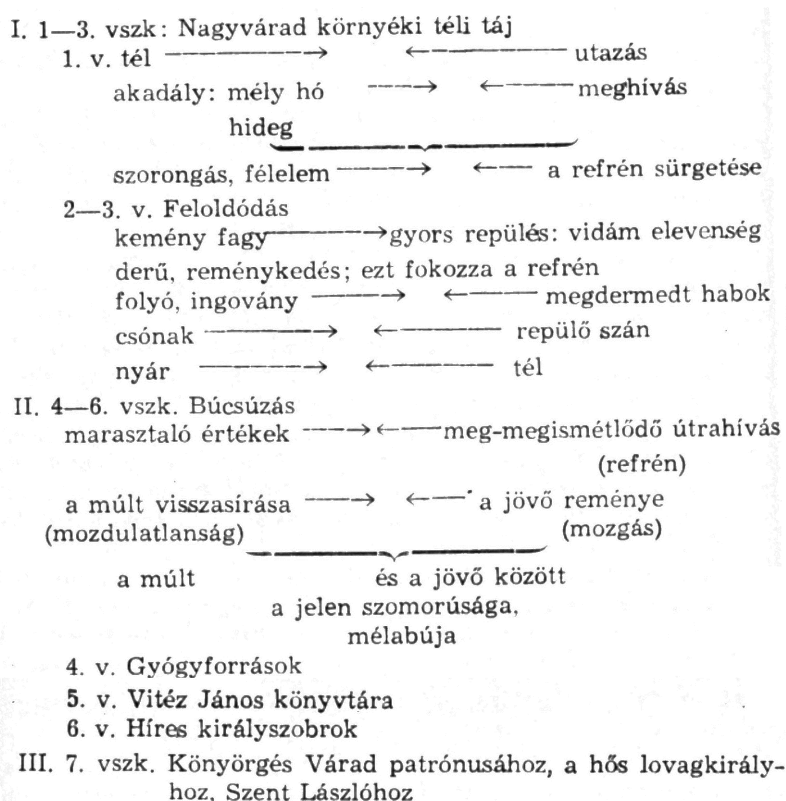 I. 1—3. vszk: Nagyvárad környéki téli táj
1. v. tél ⟶ ⟵ utazás
akadály: mély hó ⟶ ⟵ meghívás
hideg
szorongás, félelem ⟶ ⟵ a refrén sürgetése
2—3. v. Feloldódás
kemény fagy ⟶ gyors repülés: vidám elevenség
derű, reménykedés; ezt fokozza a refrén
folyó, ingovány ⟶ ⟵ megdermedt habok
csónak ⟶ ⟵ repülő szán
nyár ⟶ ⟵ tél
II. 4—6. vszk. Búcsúzás
marasztaló értékek ⟶ ⟵ meg-megismétlődő útrahívás
(refrén)
a múlt visszasírása ⟶ ⟵ a jövő reménye
(mozdulatlanság) (mozgás)
a múlt és a jövő között
a jelen szomorúsága,
mélabúja
4. v. Gyógyforrások
5. v. Vitéz János könyvtára
6. v. Híres királyszobrok
III. 7. vszk. Könyörgés Várad patrónusához, a hős lovagkirály-
hoz, Szent Lászlóhoz